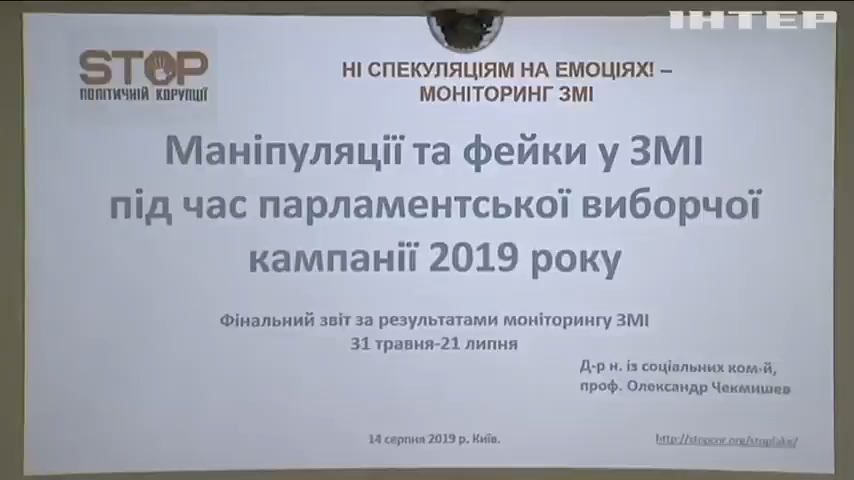 ІНТЕР
STOP
ПОЛІТИЧНІЙ КОРУПЦІЇ
НІ СПЕКУЛЯЦІЯМ НА ЕМОЦІЯХ! –
МОНІТОРИНГ ЗМІ
Маніпуляції та фейки у ЗМІ
під час парламентської виборчої
кампанії 2019 року
Фінальний звіт за результатами моніторингу ЗМІ
31 травня-21 липня
Д-р н. із соціальних ком-й,
проф. Олександр Чекмишев
14 серпня 2019 р. Київ.
http://stopcor.org/stopfake/